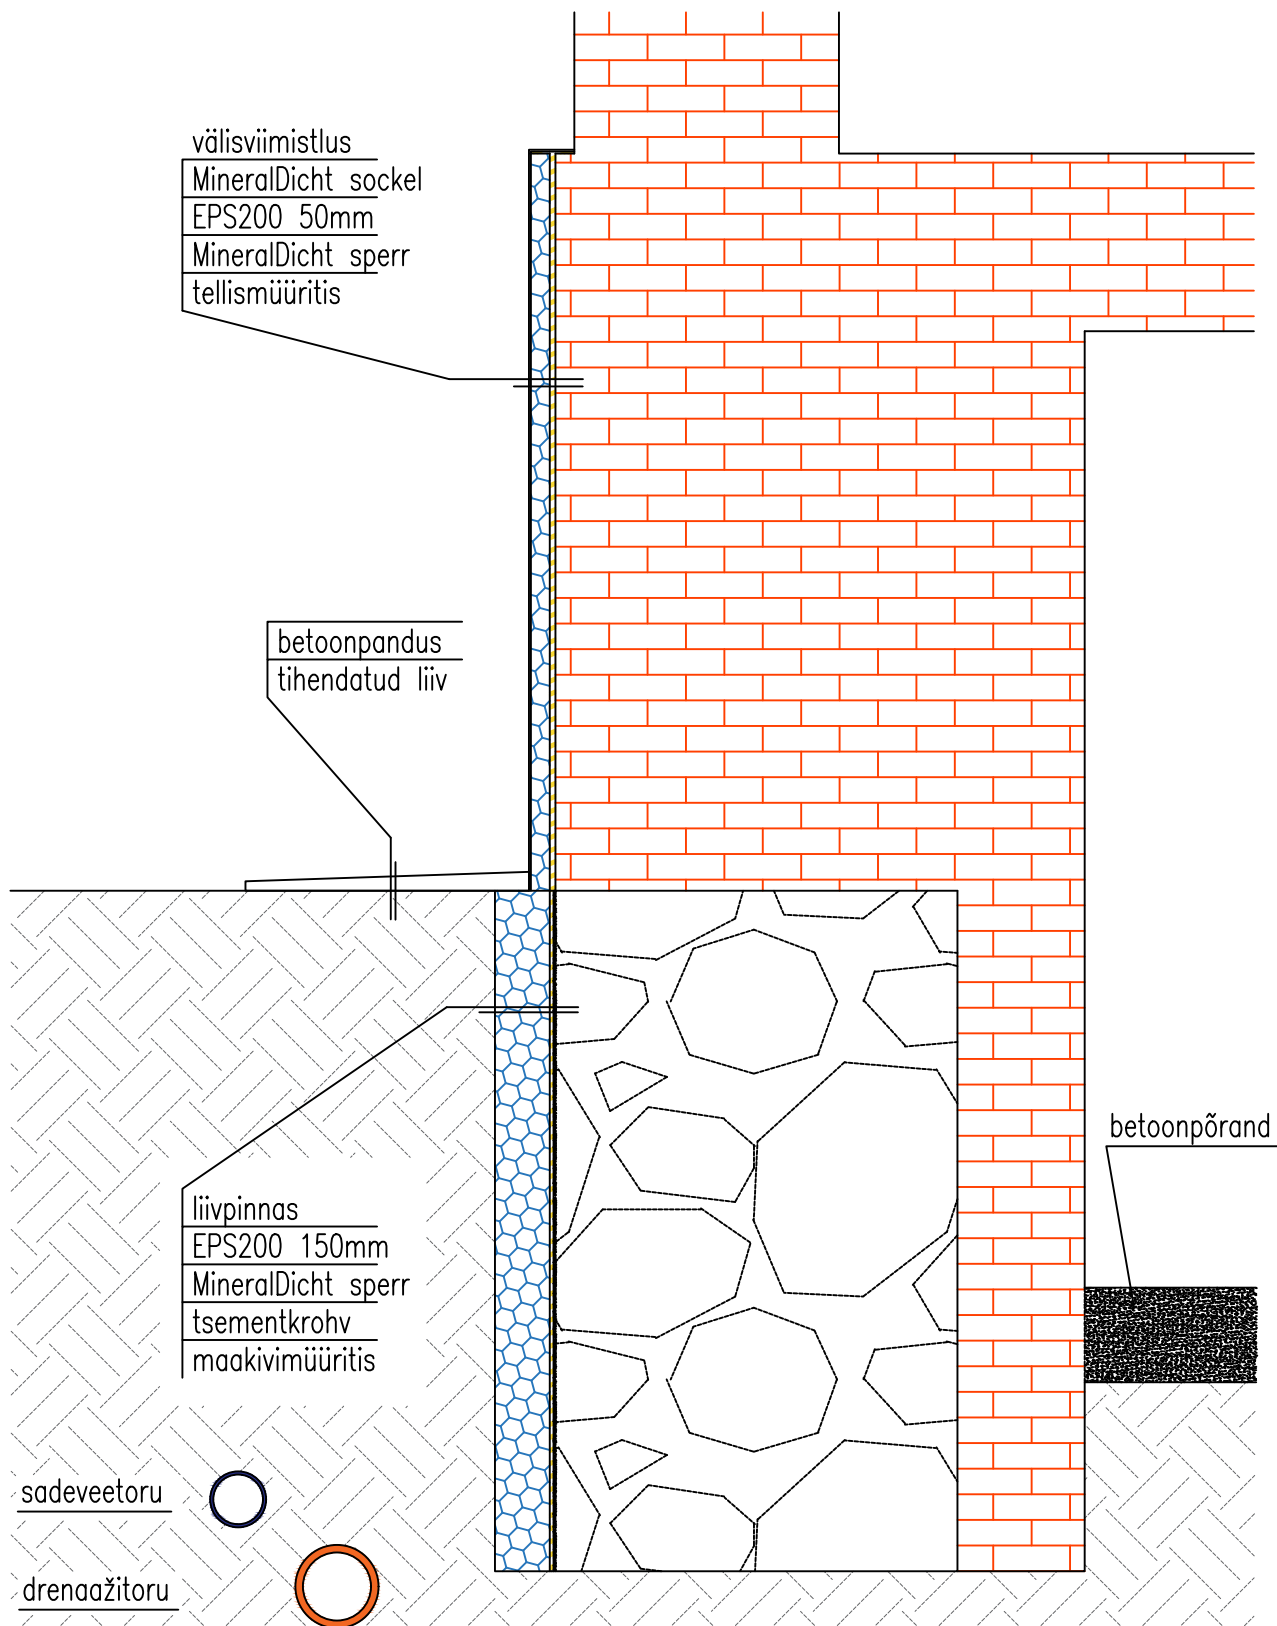 välisviimistlus
MineralDicht sockel
EPS200 50mm
MineralDicht sperr
tellismüüritis
betoonpandus
tihendatud liiv
betoonpõrand
liivpinnas
EPS200 150mm
MineralDicht sperr
tsementkrohv
maakivimüüritis
sadeveetoru
drenaažitoru